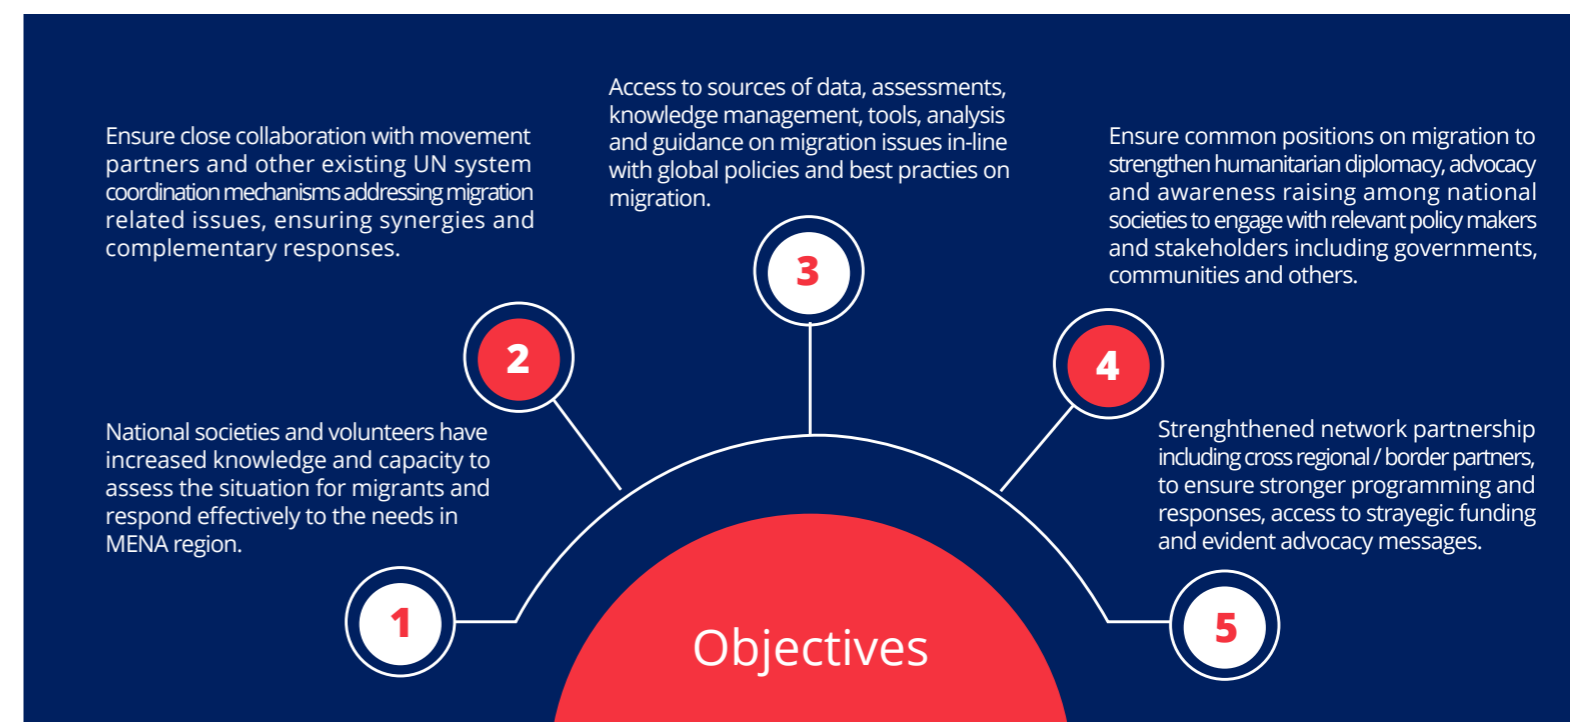 National societies and volunteers have
increased knowledge and capacity to
assess the situation for migrants and
respond effectively to the needs in
MENA region.
1
Ensure close collaboration with movement
partners and other existing UN system
coordination mechanisms addressing migration
related issues, ensuring synergies and
complementary responses.
2
Access to sources of data, assessments,
knowledge management, tools, analysis
and guidance on migration issues in-line
with global policies and best practies on
migration.
3
Ensure common positions on migration to
strengthen humanitarian diplomacy, advocacy
and awareness raising among national
societies to engage with relevant policy makers
and stakeholders including governments,
communities and others.
4
Strenghthened network partnership
including cross regional / border partners,
to ensure stronger programming and
responses, access to strayegic funding
and evident advocacy messages.
5
Objectives